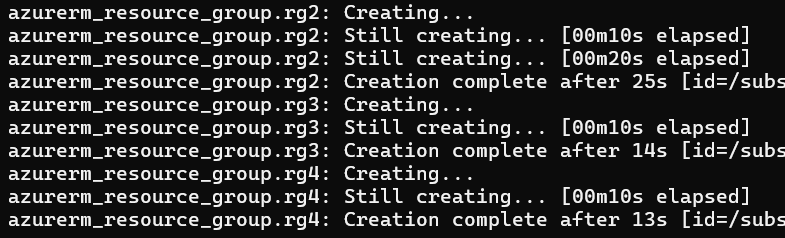 azurerm_resource_group.rg2: Creating...
azurerm_resource_group.rg2: Still creating... [00m10s elapsed]
azurerm_resource_group.rg2: Still creating... [00m20s elapsed]
azurerm_resource_group.rg2: Creation complete after 25s [id=/subs
azurerm_resource_group.rg3: Creating...
azurerm_resource_group.rg3: Still creating... [00m10s elapsed]
azurerm_resource_group.rg3: Creation complete after 14s [id=/subs
azurerm_resource_group.rg4: Creating...
azurerm_resource_group.rg4: Still creating... [00m10s elapsed]
azurerm_resource_group.rg4: Creation complete after 13s [id=/subs